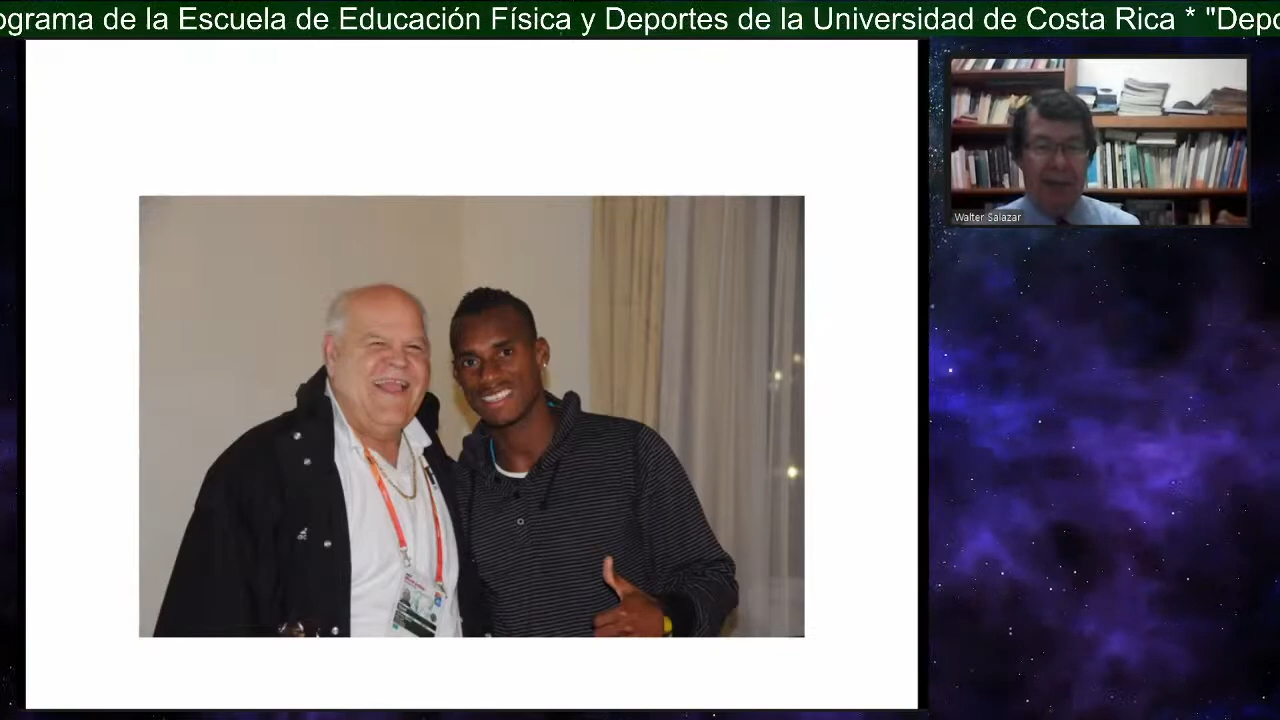 ograma de la Escuela de Educación Física y Deportes de la Universidad de Costa Rica * "Depo
Walter Salazar